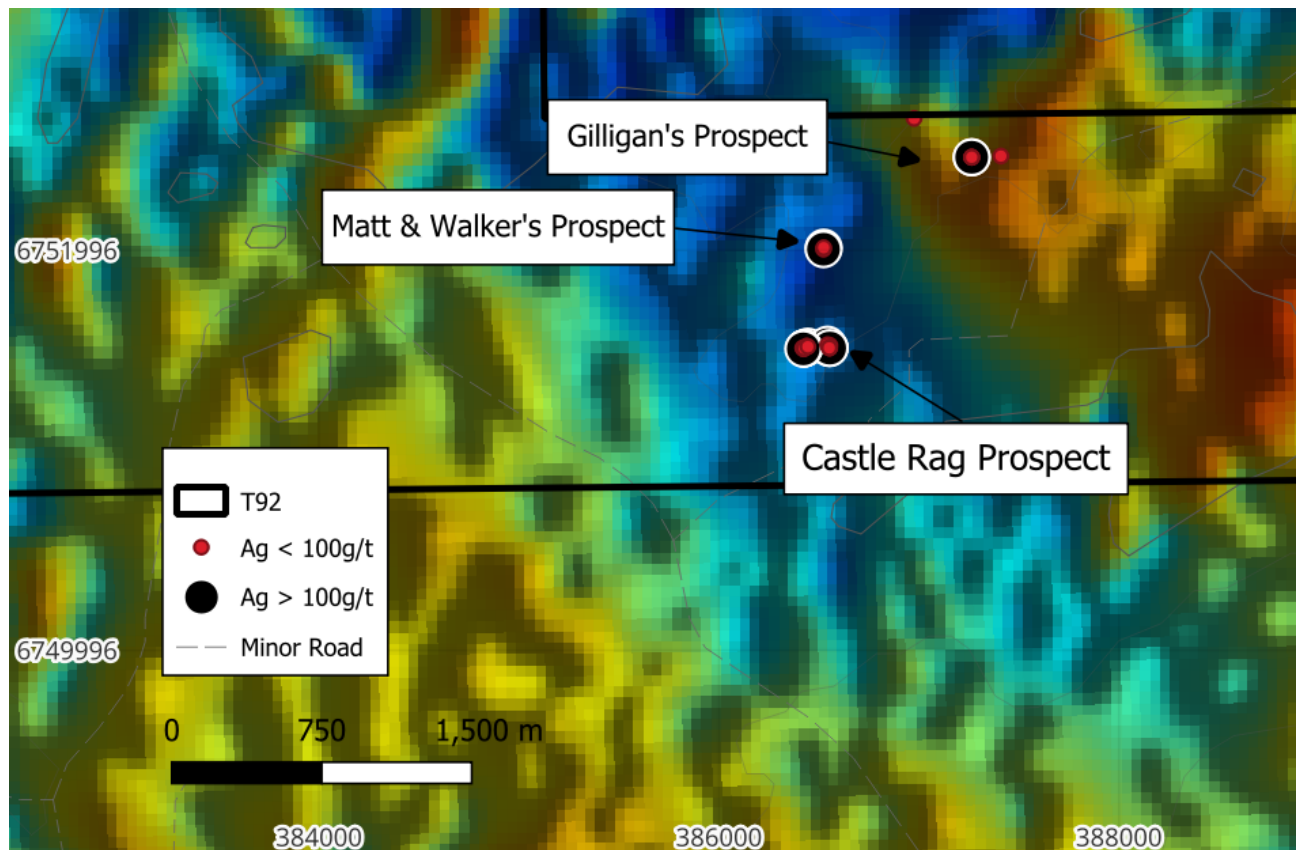 Gilligan's Prospect
Matt & Walker's Prospect
6751996
Castle Rag Prospect
T92
Ag < 100g/t
Ag > 100g/t
Minor Road
6749996
0 750 1,500 m
384000 386000 388000